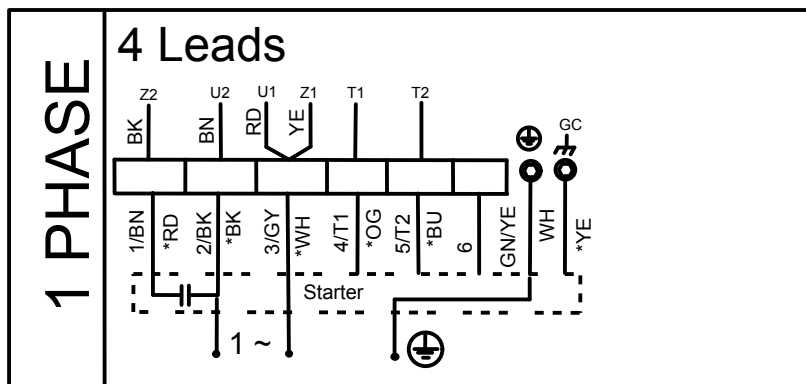 1 PHASE
4 Leads
Z2 U2 U1 Z1 T1 T2
BK BN RD YE
GC
1/BN *RD 2/BK *BK 3/GY *WH 4/T1 *OG 5/T2 *BU 6 GN/YE WH *YE
Starter
1 ~